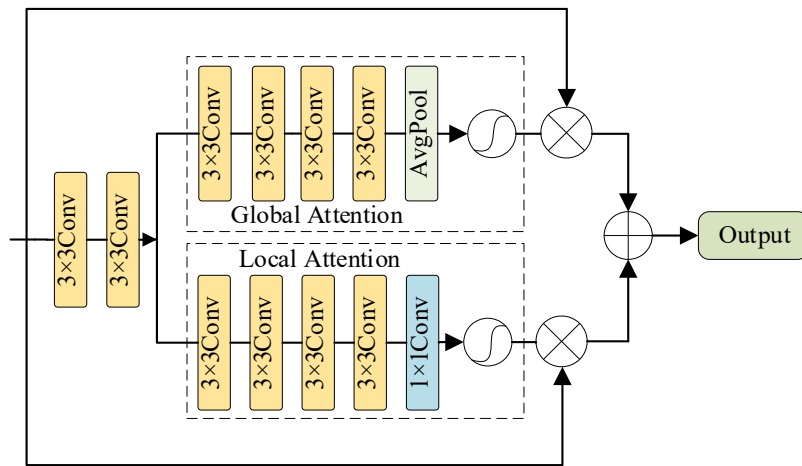 3×3Conv
3×3Conv
3×3Conv
3×3Conv
3×3Conv
3×3Conv
AvgPool
Global Attention
Local Attention
3×3Conv
3×3Conv
3×3Conv
3×3Conv
1×1Conv
Output